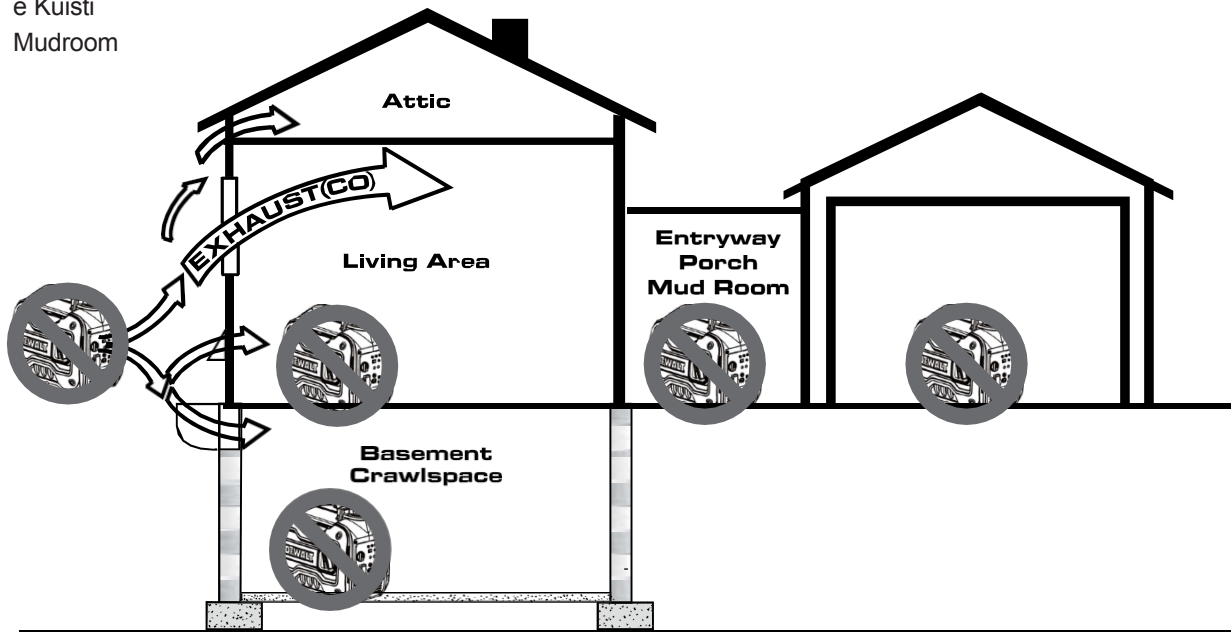 e Kuisti
Mudroom
Attic
EXHAUST(CO)
Living Area
Entryway
Porch
Mud Room
Basement
Crawlspace